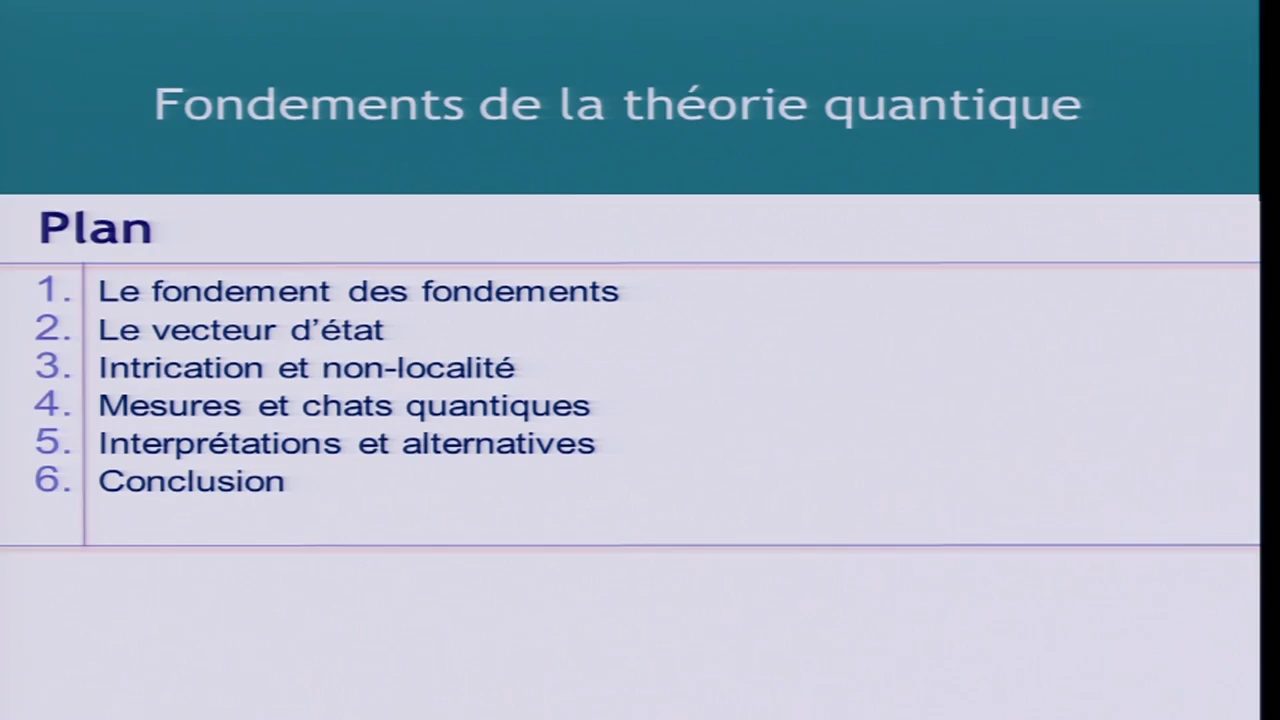 Fondements de la théorie quantique
Plan
1. Le fondement des fondements
2. Le vecteur d’état
3. Intrication et non-localité
4. Mesures et chats quantiques
5. Interprétations et alternatives
6. Conclusion